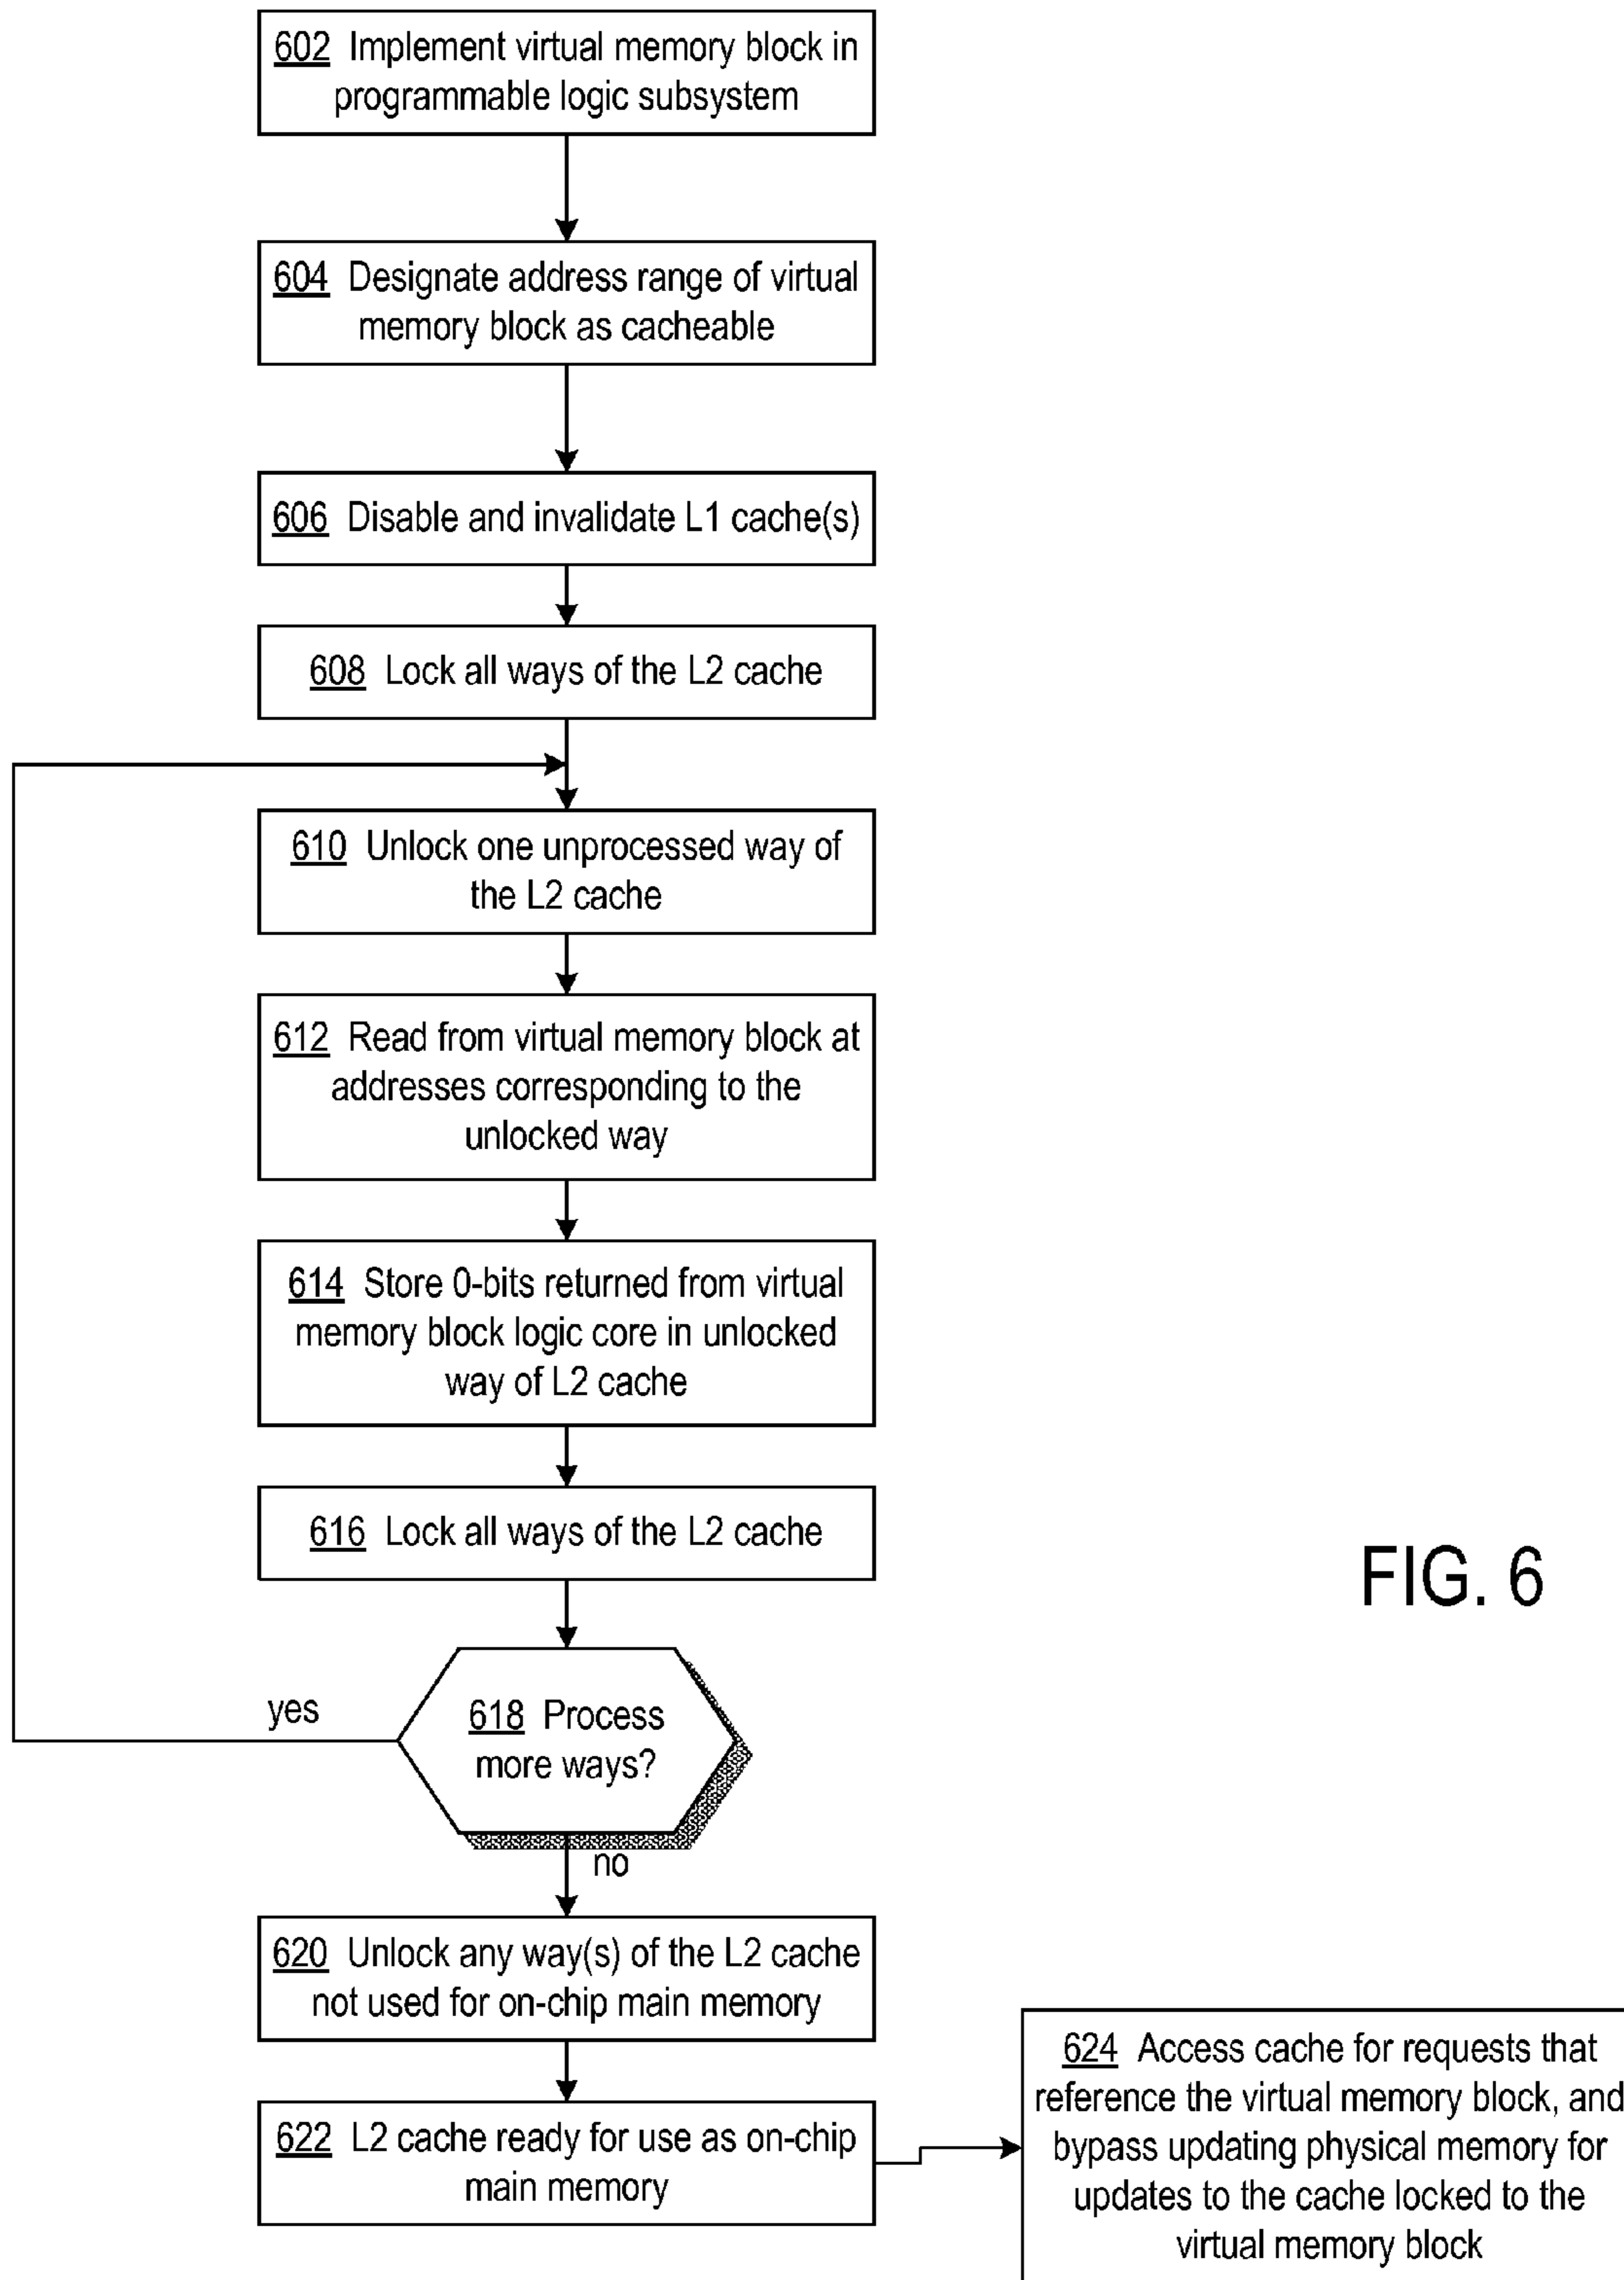 602 Implement virtual memory block in
programmable logic subsystem
604 Designate address range of virtual
memory block as cacheable
606 Disable and invalidate L1 cache(s)
608 Lock all ways of the L2 cache
610 Unlock one unprocessed way of
the L2 cache
612 Read from virtual memory block at
addresses corresponding to the
unlocked way
614 Store 0-bits returned from virtual
memory block logic core in unlocked
way of L2 cache
616 Lock all ways of the L2 cache
FIG. 6
618 Process
more ways?
yes
no
620 Unlock any way(s) of the L2 cache
not used for on-chip main memory
622 L2 cache ready for use as on-chip
main memory
624 Access cache for requests that
reference the virtual memory block, and
bypass updating physical memory for
updates to the cache locked to the
virtual memory block